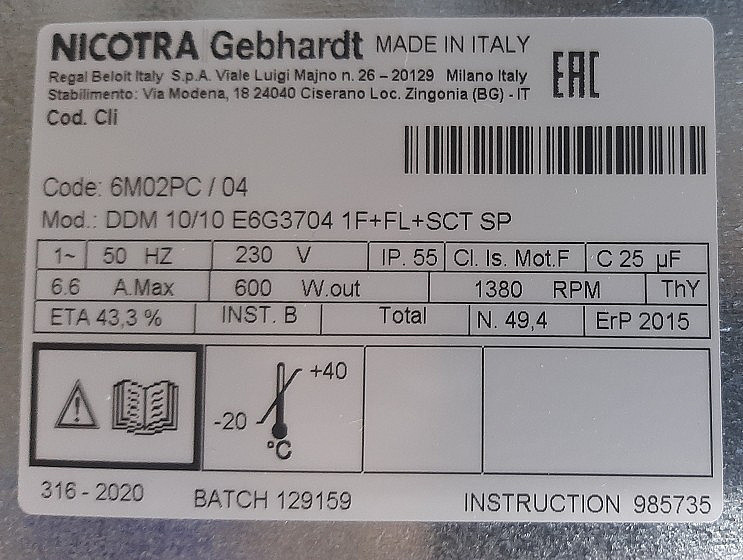 NICOTRA Gebhardt MADE IN ITALY
Regal Beloit Italy S.p.A. Viale Luigi Majno n. 26 – 20129 Milano Italy
Stabilimento: Via Modena, 18 24040 Ciserano Loc. Zingonia (BG) - IT
EAC
Cod. Cli
Code: 6M02PC / 04
Mod.: DDM 10/10 E6G3704 1F+FL+SCT SP
1~ 50 HZ 230 V IP. 55 Cl. Is. Mot.F C 25 µF
6.6 A.Max 600 W.out 1380 RPM ThY
ETA 43,3 % INST. B Total N. 49,4 ErP 2015
+40
-20
°C
316 - 2020 BATCH 129159 INSTRUCTION 985735